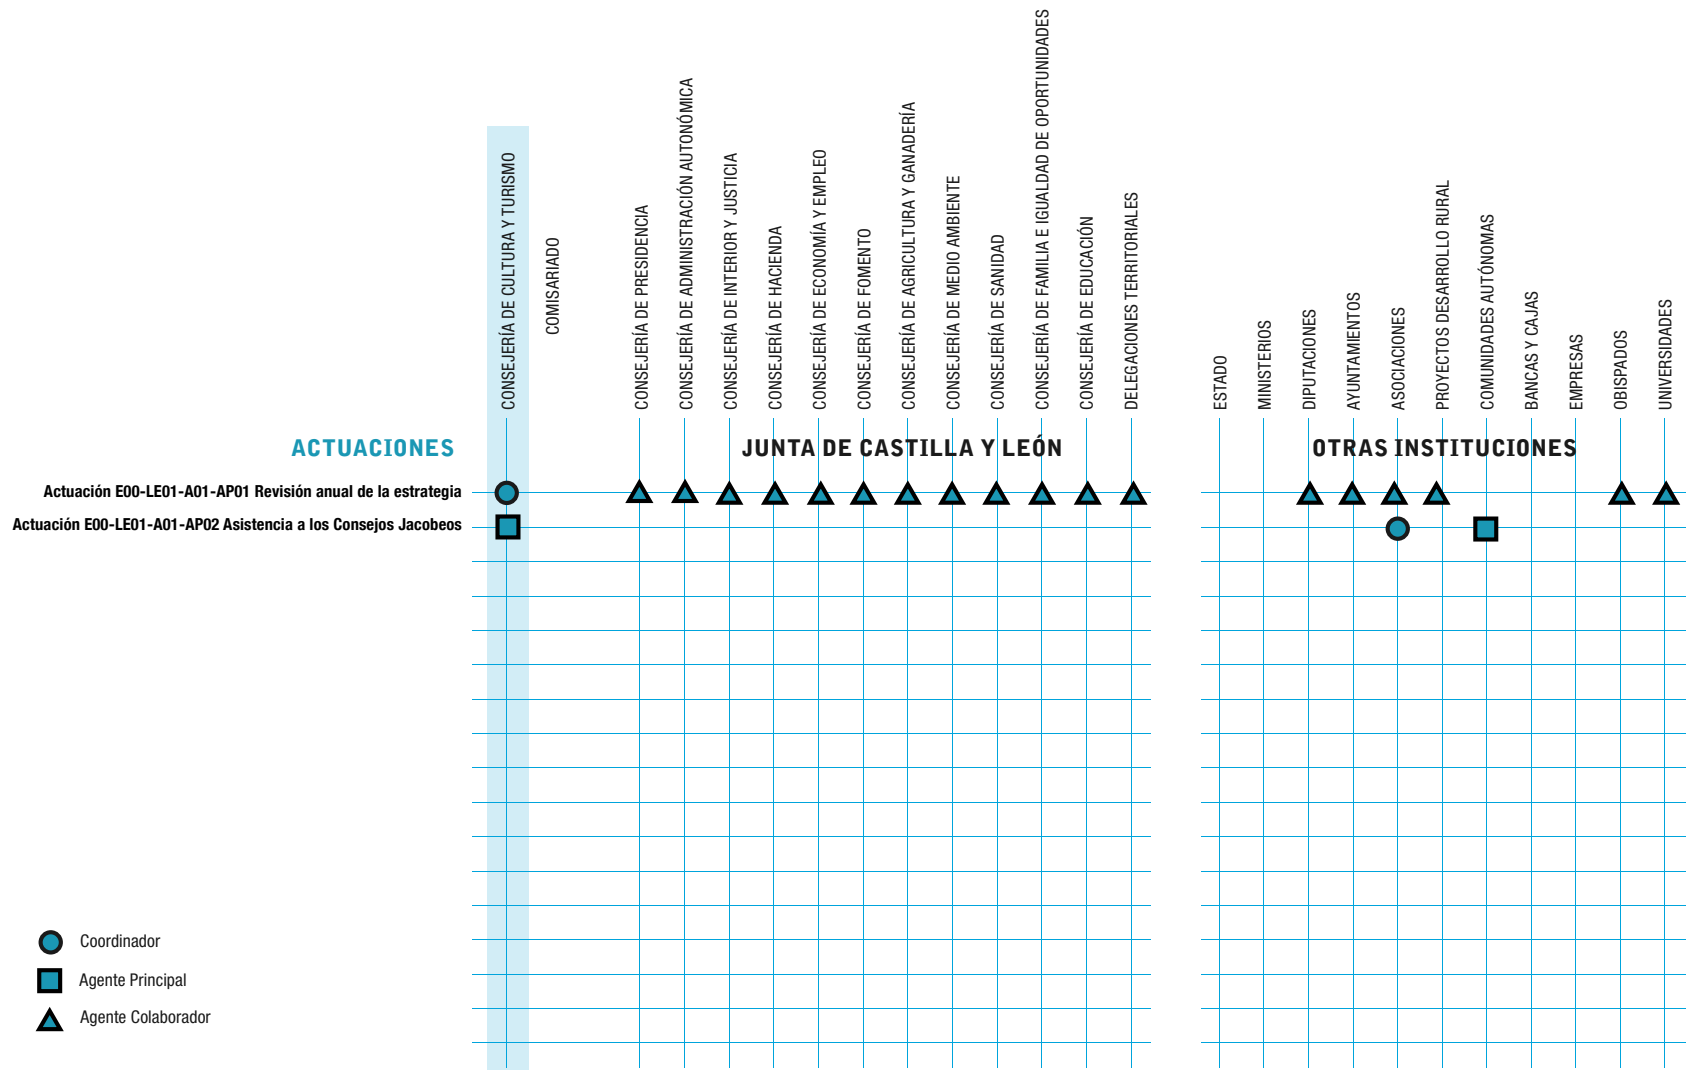 CONSEJERÍA DE CULTURA Y TURISMO
COMISARIADO
CONSEJERÍA DE PRESIDENCIA
CONSEJERÍA DE ADMINISTRACIÓN AUTONÓMICA
CONSEJERÍA DE INTERIOR Y JUSTICIA
CONSEJERÍA DE HACIENDA
CONSEJERÍA DE ECONOMÍA Y EMPLEO
CONSEJERÍA DE FOMENTO
CONSEJERÍA DE AGRICULTURA Y GANADERÍA
CONSEJERÍA DE MEDIO AMBIENTE
CONSEJERÍA DE SANIDAD
CONSEJERÍA DE FAMILIA E IGUALDAD DE OPORTUNIDADES
CONSEJERÍA DE EDUCACIÓN
DELEGACIONES TERRITORIALES
ESTADO
MINISTERIOS
DIPUTACIONES
AYUNTAMIENTOS
ASOCIACIONES
PROYECTOS DESARROLLO RURAL
COMUNIDADES AUTÓNOMAS
BANCAS Y CAJAS
EMPRESAS
OBISPADOS
UNIVERSIDADES
ACTUACIONES
JUNTA DE CASTILLA Y LEÓN
OTRAS INSTITUCIONES
Actuación E00-LE01-A01-AP01 Revisión anual de la estrategia
Actuación E00-LE01-A01-AP02 Asistencia a los Consejos Jacobeos
Coordinador
Agente Principal
Agente Colaborador